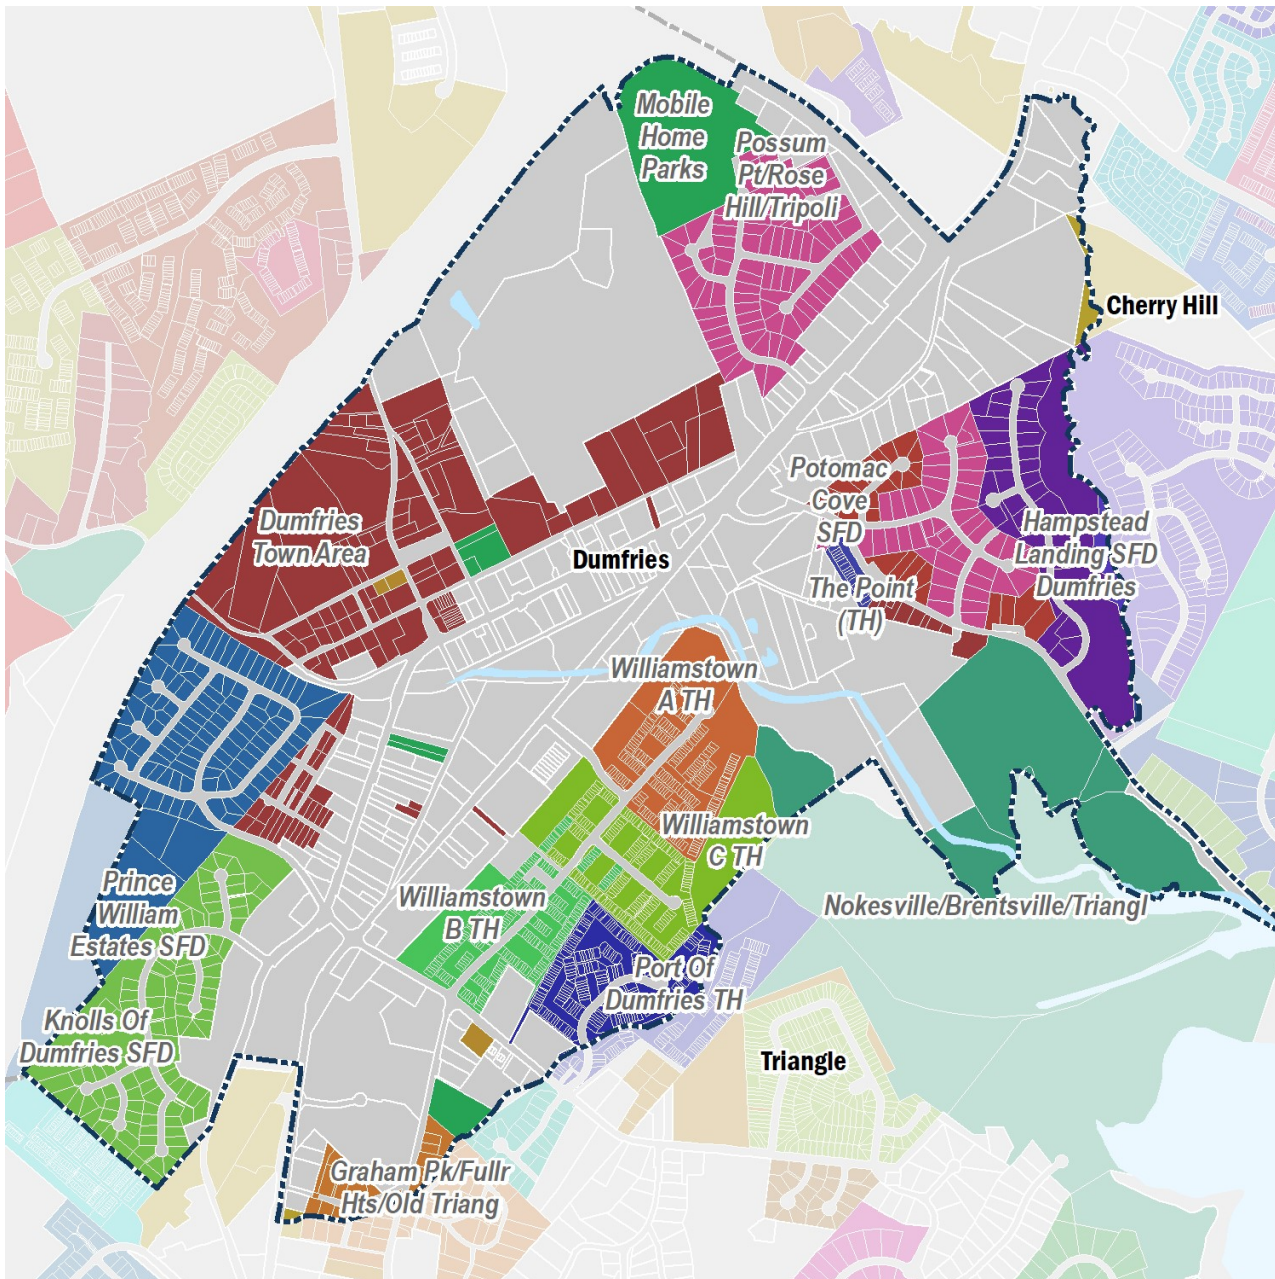 Mobile
Home
Parks
Possum
Pt/Rose
Hill/Tripoli
Cherry Hill
Potomac
Cove
SFD
Hampstead
Landing SFD
Dumfries
Dumfries
Town Area
Dumfries
The Point
(TH)
Williamstown
A TH
Williamstown
C TH
Prince
William
Estates SFD
Williamstown
B TH
Nokesville/Brentsville/Triangl
Port Of
Dumfries TH
Knolls Of
Dumfries SFD
Triangle
Graham Pk/Fullr
Hts/Old Triang